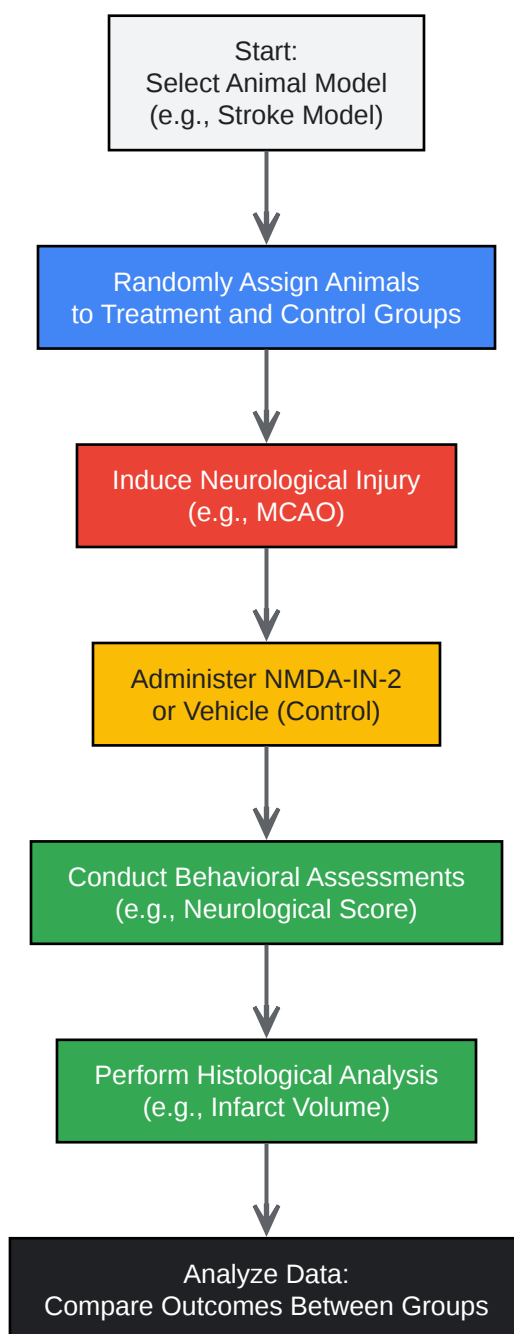 Start:
Select Animal Model
(e.g., Stroke Model)
Randomly Assign Animals
to Treatment and Control Groups
Induce Neurological Injury
(e.g., MCAO)
Administer NMDA-IN-2
or Vehicle (Control)
Conduct Behavioral Assessments
(e.g., Neurological Score)
Perform Histological Analysis
(e.g., Infarct Volume)
Analyze Data:
Compare Outcomes Between Groups